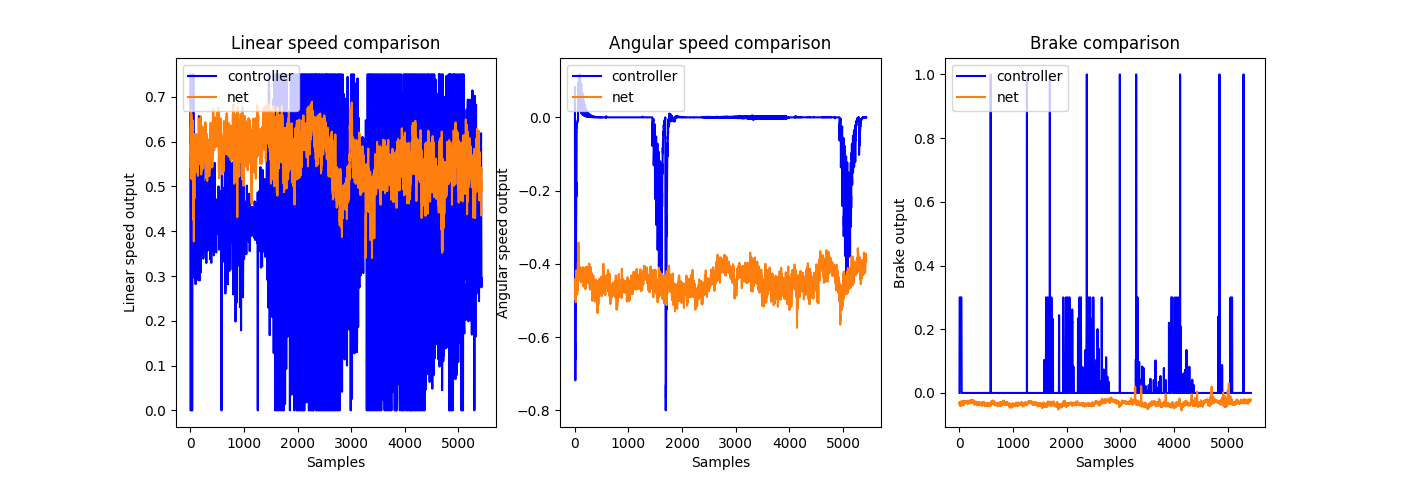 Linear speed comparison
controller
net
0.7
0.6
0.5
0.4
0.3
0.2
0.1
0.0
Linear speed output
0 1000 2000 3000 4000 5000
Samples
Angular speed comparison
controller
net
0.0
−0.2
−0.4
−0.6
−0.8
Angular speed output
0 1000 2000 3000 4000 5000
Samples
Brake comparison
controller
net
1.0
0.8
0.6
0.4
0.2
0.0
Brake output
0 1000 2000 3000 4000 5000
Samples